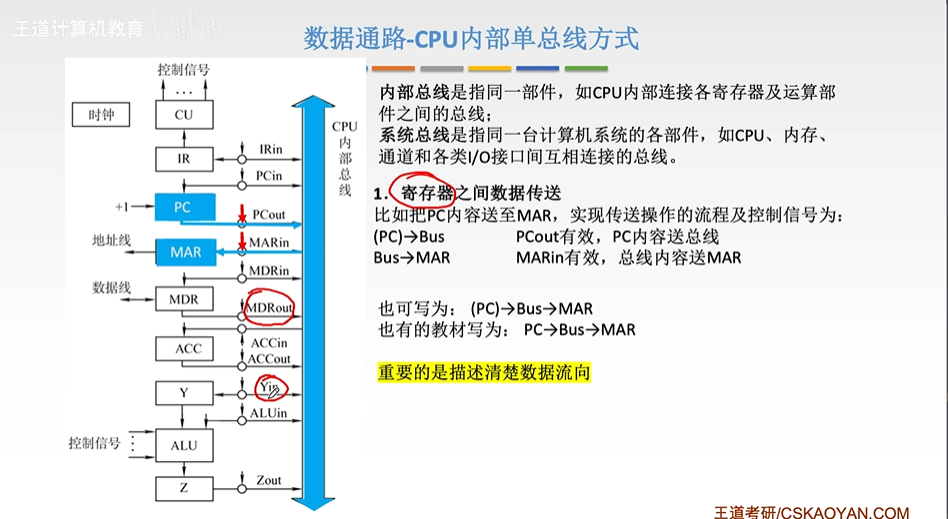 王道计算机教育
数据通路-CPU内部单总线方式
控制信号
...
时钟
CU
IR
IRin
PCin
+1
PC
PCout
地址线
MAR
MARin
MDRin
数据线
MDR
MDRout
ACC
ACCin
ACCout
Y
Yin
ALUin
控制信号
ALU
Z
Zout
CPU
内
部
总
线
内部总线是指同一部件，如CPU内部连接各寄存器及运算部
件之间的总线；
系统总线是指同一台计算机系统的各部件，如CPU、内存、
通道和各类I/O接口间互相连接的总线。
1. 寄存器之间数据传送
比如把PC内容送至MAR，实现传送操作的流程及控制信号为：
(PC)→Bus PCout有效，PC内容送总线
Bus→MAR MARin有效，总线内容送MAR
也可写为： (PC)→Bus→MAR
也有的教材写为： PC→Bus→MAR
重要的是描述清楚数据流向
王道考研/CSKAOYAN.COM